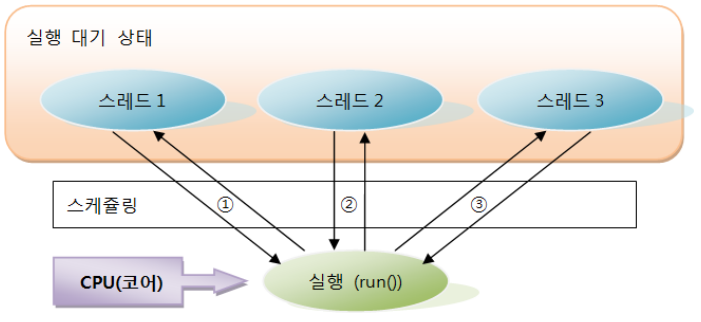 실행 대기 상태
스레드 1
스레드 2
스레드 3
스케쥴링
①
②
③
CPU(코어)
실행 (run())